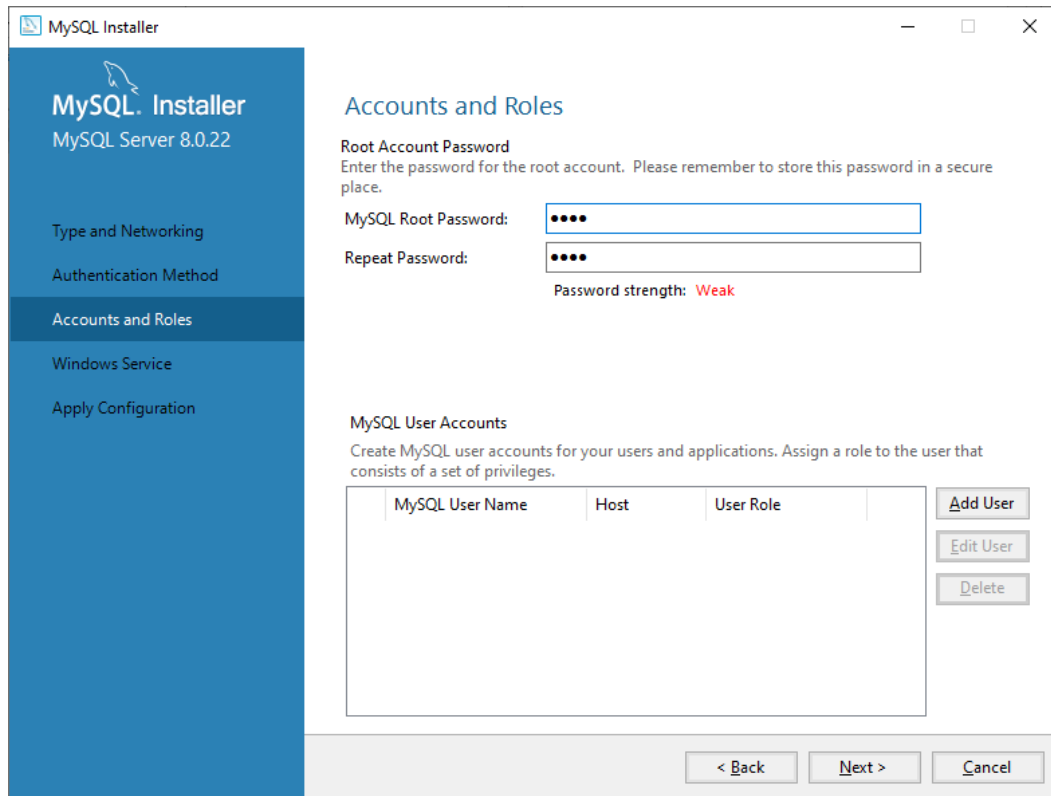 MySQL Installer
MySQL. Installer
MySQL Server 8.0.22
Type and Networking
Authentication Method
Accounts and Roles
Windows Service
Apply Configuration
Accounts and Roles
Root Account Password
Enter the password for the root account.  Please remember to store this password in a secure
place.
MySQL Root Password: ●●●●
Repeat Password: ●●●●
Password strength: Weak
MySQL User Accounts
Create MySQL user accounts for your users and applications. Assign a role to the user that
consists of a set of privileges.
MySQL User Name Host User Role
Add User
Edit User
Delete
< Back Next > Cancel